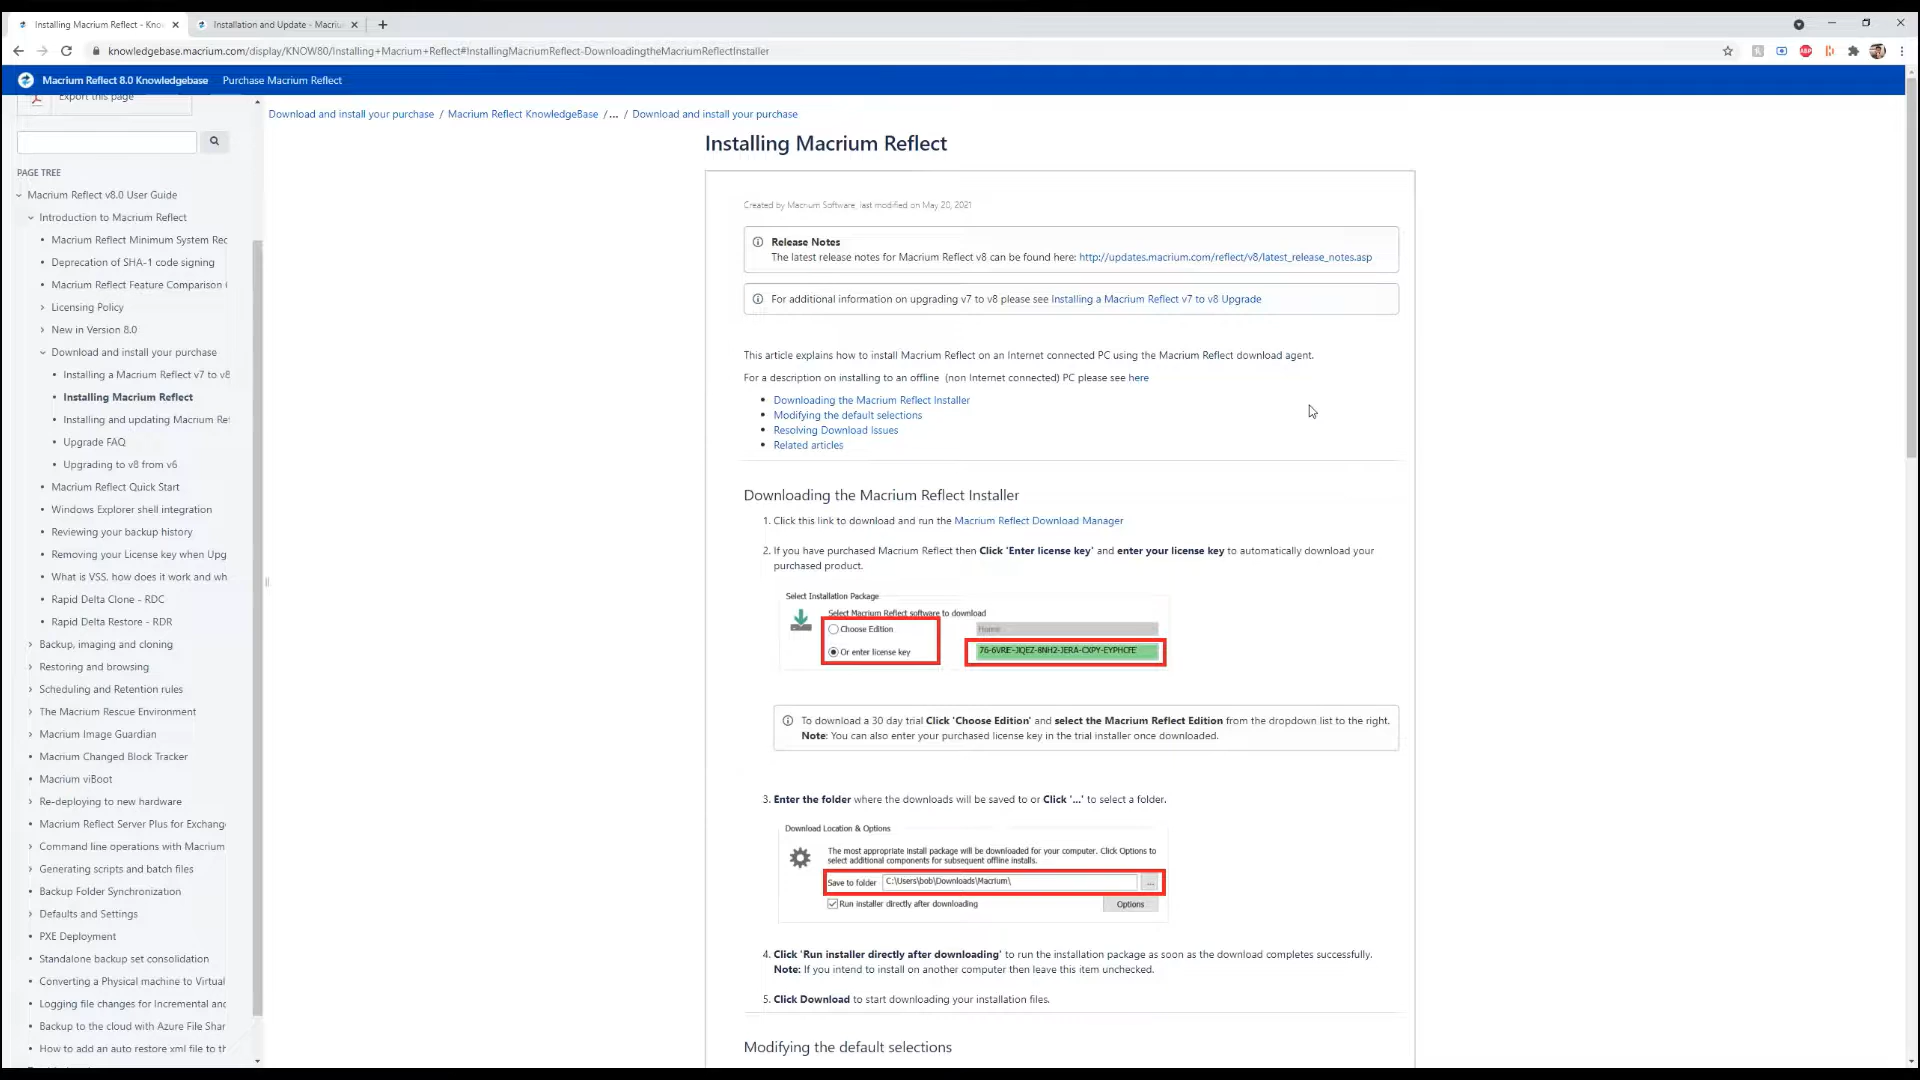 Installing Macrium Reflect - Kno
Installation and Update - Macriu
knowledgebase.macrium.com/display/KNOW80/Installing+Macrium+Reflect#InstallingMacriumReflect-DownloadingtheMacriumReflectInstaller
Macrium Reflect 8.0 Knowledgebase Purchase Macrium Reflect
Export this page
PAGE TREE
Macrium Reflect v8.0 User Guide
Introduction to Macrium Reflect
Macrium Reflect Minimum System Rec
Deprecation of SHA-1 code signing
Macrium Reflect Feature Comparison
Licensing Policy
New in Version 8.0
Download and install your purchase
Installing a Macrium Reflect v7 to v8
Installing Macrium Reflect
Installing and updating Macrium Ref
Upgrade FAQ
Upgrading to v8 from v6
Macrium Reflect Quick Start
Windows Explorer shell integration
Reviewing your backup history
Removing your License key when Upg
What is VSS, how does it work and wh
Rapid Delta Clone - RDC
Rapid Delta Restore - RDR
Backup, imaging and cloning
Restoring and browsing
Scheduling and Retention rules
The Macrium Rescue Environment
Macrium Image Guardian
Macrium Changed Block Tracker
Macrium viBoot
Re-deploying to new hardware
Macrium Reflect Server Plus for Exchang
Command line operations with Macrium
Generating scripts and batch files
Backup Folder Synchronization
Defaults and Settings
PXE Deployment
Standalone backup set consolidation
Converting a Physical machine to Virtual
Logging file changes for Incremental and
Backup to the cloud with Azure File Shar
How to add an auto restore xml file to th
Download and install your purchase / Macrium Reflect KnowledgeBase /... / Download and install your purchase
Installing Macrium Reflect
Created by Macrium Software, last modified on May 20, 2021
Release Notes
The latest release notes for Macrium Reflect v8 can be found here: http://updates.macrium.com/reflect/v8/latest_release_notes.asp
For additional information on upgrading v7 to v8 please see Installing a Macrium Reflect v7 to v8 Upgrade
This article explains how to install Macrium Reflect on an Internet connected PC using the Macrium Reflect download agent.
For a description on installing to an offline (non Internet connected) PC please see here
Downloading the Macrium Reflect Installer
Modifying the default selections
Resolving Download Issues
Related articles
Downloading the Macrium Reflect Installer
1. Click this link to download and run the Macrium Reflect Download Manager
2. If you have purchased Macrium Reflect then Click 'Enter license key' and enter your license key to automatically download your
purchased product.
Select Installation Package
Select Macrium Reflect software to download
Choose Edition Home
Or enter license key 76-6VRE-JIQEZ-8NH2-JERA-CXPY-EYPHCFE
To download a 30 day trial Click 'Choose Edition' and select the Macrium Reflect Edition from the dropdown list to the right.
Note: You can also enter your purchased license key in the trial installer once downloaded.
3. Enter the folder where the downloads will be saved to or Click '...' to select a folder.
Download Location & Options
The most appropriate install package will be downloaded for your computer. Click Options to
select additional components for subsequent offline installs.
Save to folder C:\Users\bob\Downloads\Macrium\ ...
Run installer directly after downloading Options
4. Click 'Run installer directly after downloading' to run the installation package as soon as the download completes successfully.
Note: If you intend to install on another computer then leave this item unchecked.
5. Click Download to start downloading your installation files.
Modifying the default selections